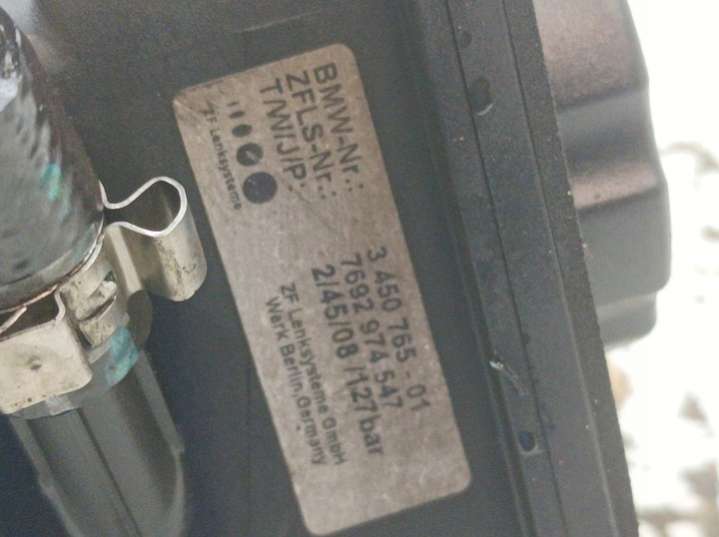 BMW-Nr.: 3 450 765 - 01
ZFLS-Nr.: 7692 974 547
T/W/J/P: 2/45/08 /127bar
ZF Lenksysteme
ZF Lenksysteme GmbH
Werk Berlin,Germany